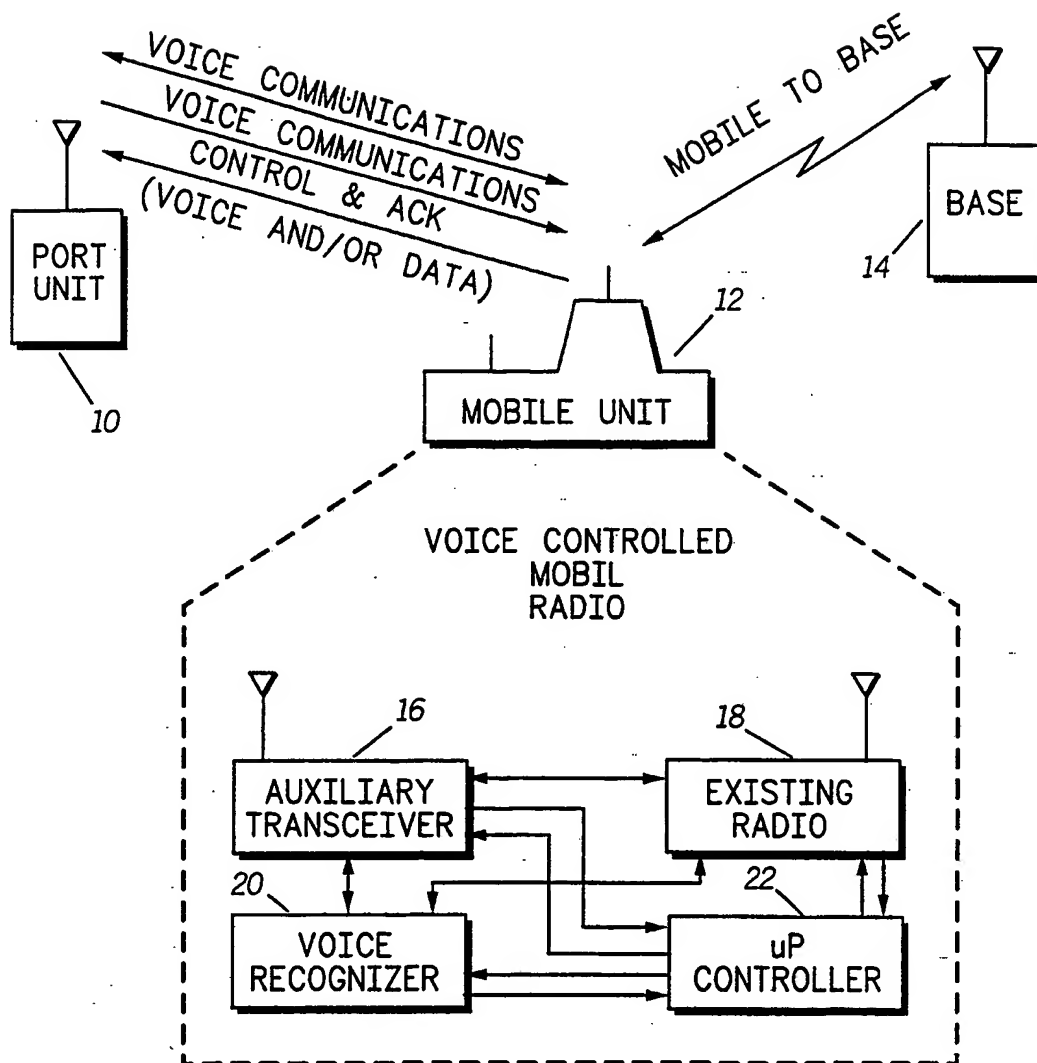 VOICE COMMUNICATIONS
VOICE COMMUNICATIONS
CONTROL & ACK
(VOICE AND/OR DATA)
MOBILE TO BASE
PORT
UNIT
10
BASE
14
12
MOBILE UNIT
VOICE CONTROLLED
MOBIL
RADIO
16
AUXILIARY
TRANSCEIVER
18
EXISTING
RADIO
20
VOICE
RECOGNIZER
22
uP
CONTROLLER